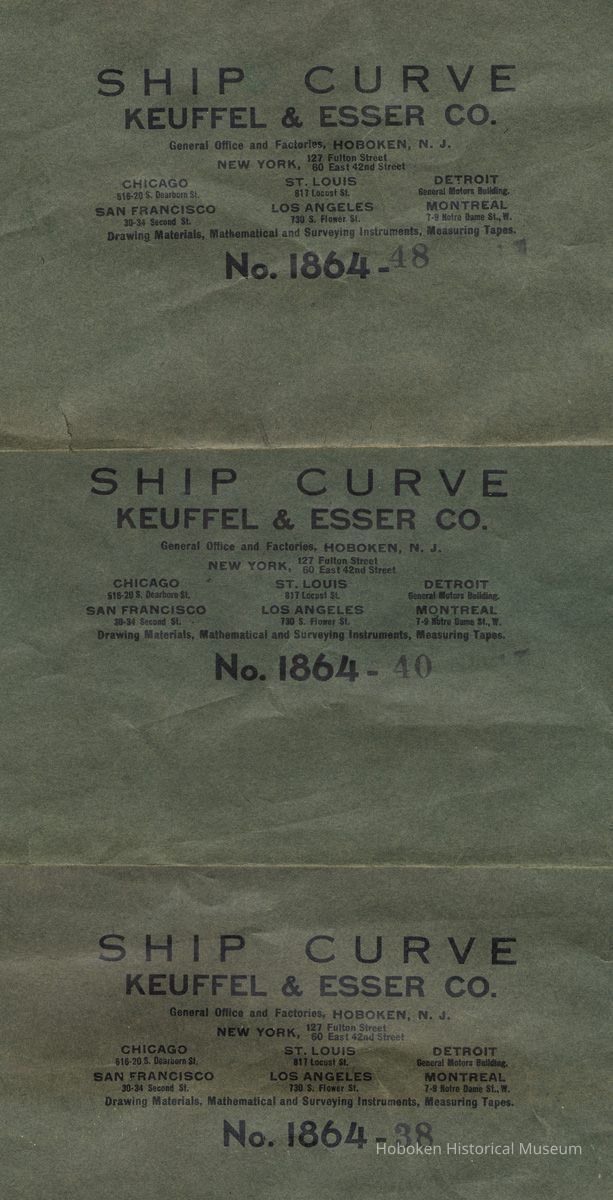 SHIP CURVE
KEUFFEL & ESSER CO.
General Office and Factories, HOBOKEN, N. J.
NEW YORK, 127 Fulton Street
60 East 42nd Street
CHICAGO ST. LOUIS DETROIT
516-20 S. Dearborn St. 817 Locust St. General Motors Building.
SAN FRANCISCO LOS ANGELES MONTREAL
30-34 Second St. 730 S. Flower St. 7-9 Notre Dame St., W.
Drawing Materials, Mathematical and Surveying Instruments, Measuring Tapes.
No. 1864-48
SHIP CURVE
KEUFFEL & ESSER CO.
General Office and Factories, HOBOKEN, N. J.
NEW YORK, 127 Fulton Street
60 East 42nd Street
CHICAGO ST. LOUIS DETROIT
516-20 S. Dearborn St. 817 Locust St. General Motors Building.
SAN FRANCISCO LOS ANGELES MONTREAL
30-34 Second St. 730 S. Flower St. 7-9 Notre Dame St., W.
Drawing Materials, Mathematical and Surveying Instruments, Measuring Tapes.
No. 1864-40
SHIP CURVE
KEUFFEL & ESSER CO.
General Office and Factories, HOBOKEN, N. J.
NEW YORK, 127 Fulton Street
60 East 42nd Street
CHICAGO ST. LOUIS DETROIT
516-20 S. Dearborn St. 817 Locust St. General Motors Building.
SAN FRANCISCO LOS ANGELES MONTREAL
30-34 Second St. 730 S. Flower St. 7-9 Notre Dame St., W.
Drawing Materials, Mathematical and Surveying Instruments, Measuring Tapes.
No. 1864-38
Hoboken Historical Museum